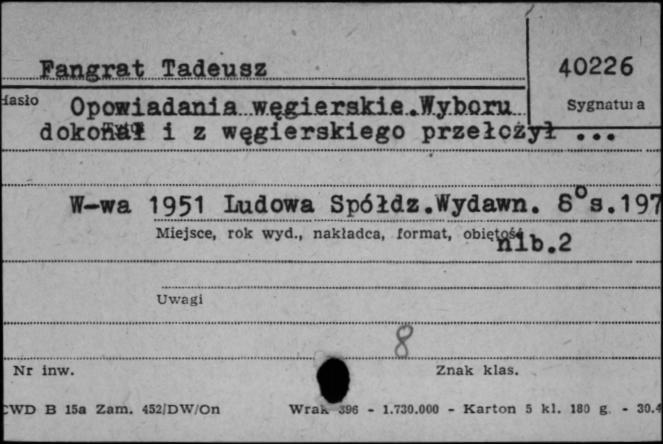 Fangrat Tadeusz
40226
Hasło
Opowiadania węgierskie.Wyboru
Sygnatura
dokonał i z węgierskiego przełożył ...
W-wa 1951 Ludowa Spółdz.Wydawn. 8° s.197
Miejsce, rok wyd., nakładca, format, objętość
nlb.2
Uwagi
8
Nr inw.
Znak klas.
CWD B 15a Zam. 452/DW/On
Wrak 396 - 1.730.000 - Karton 5 kl. 180 g. - 30.4